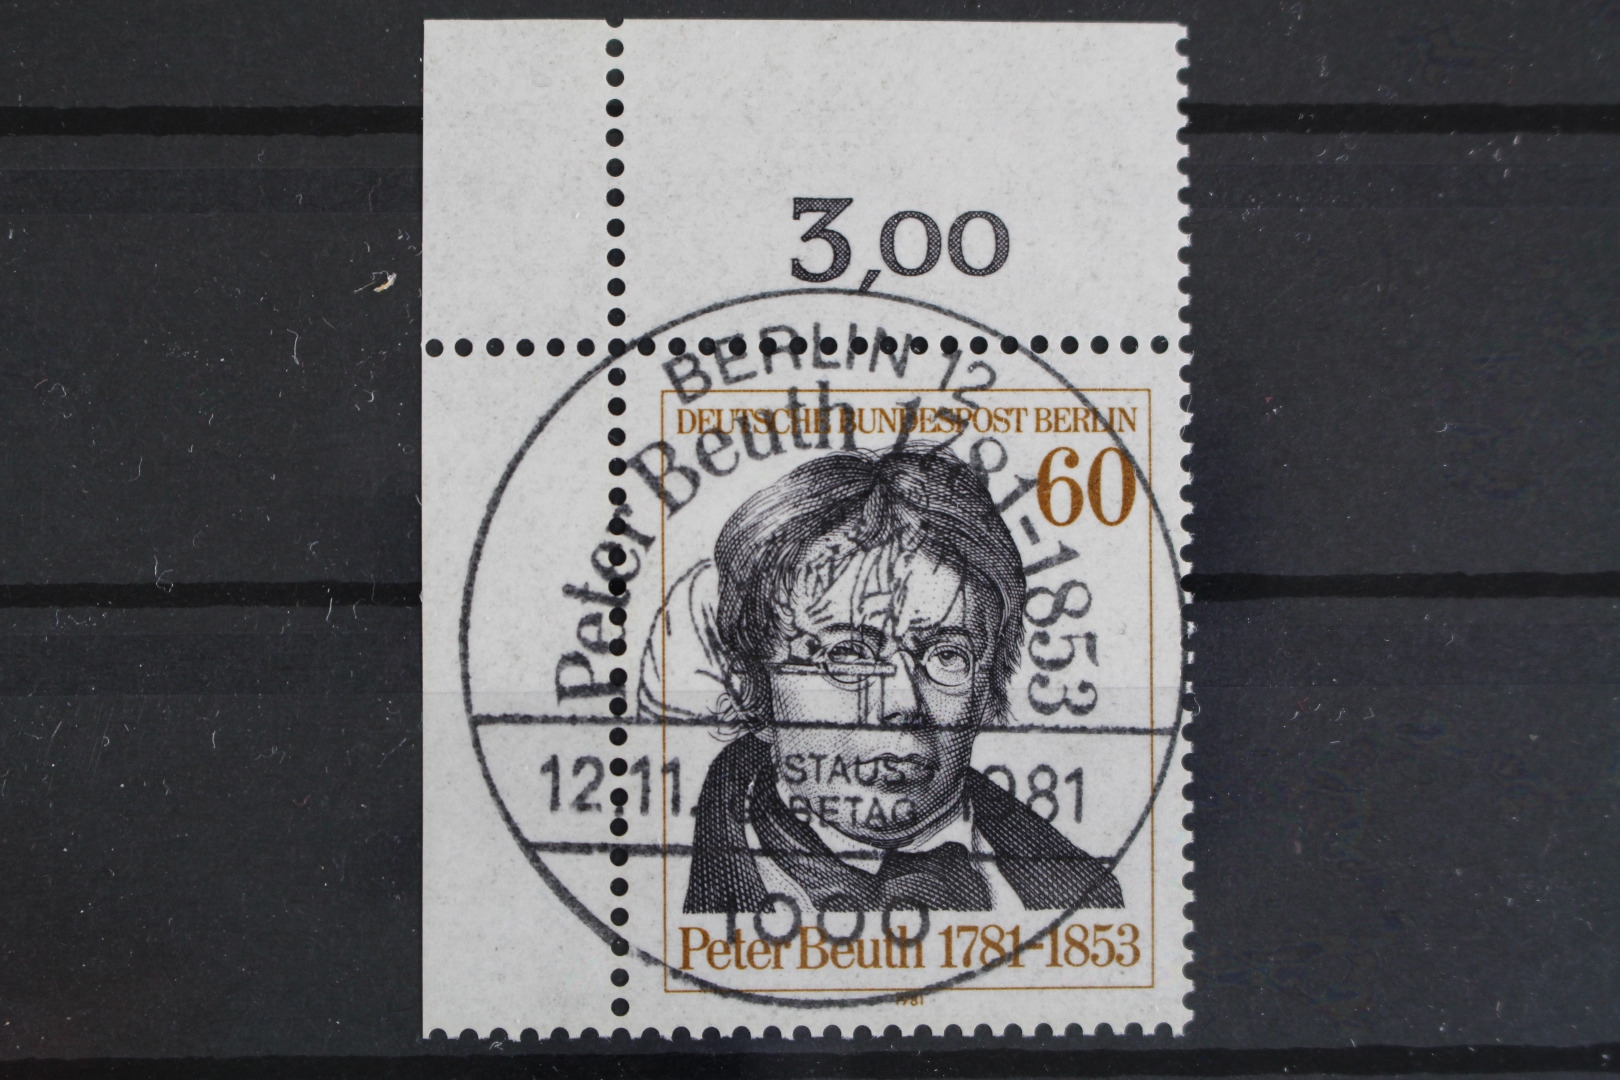 3,00
BERLIN 12
Peter Beuth 1781-1853
DEUTSCHE BUNDESPOST BERLIN
60
12.11. 1981
1000
Peter Beuth 1781-1853
1981